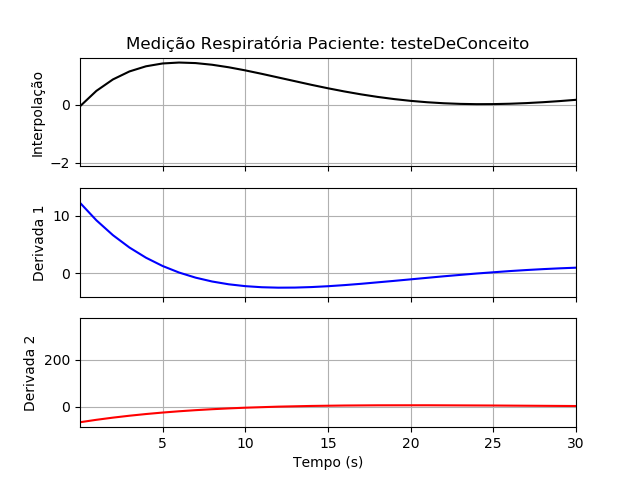 Medição Respiratória Paciente: testeDeConceito
Interpolação
0
−2
Derivada 1
10
0
Derivada 2
200
0
5
10
15
20
25
30
Tempo (s)